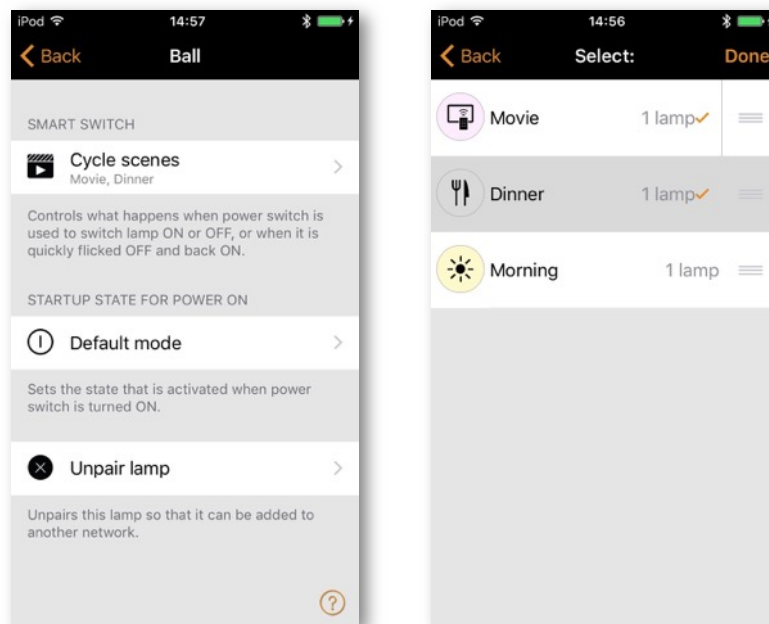 iPod 14:57
Back Ball
SMART SWITCH
Cycle scenes
Movie, Dinner
Controls what happens when power switch is
used to switch lamp ON or OFF, or when it is
quickly flicked OFF and back ON.
STARTUP STATE FOR POWER ON
Default mode
Sets the state that is activated when power
switch is turned ON.
Unpair lamp
Unpairs this lamp so that it can be added to
another network.
?
iPod 14:56
Back Select: Done
Movie 1 lamp
Dinner 1 lamp
Morning 1 lamp